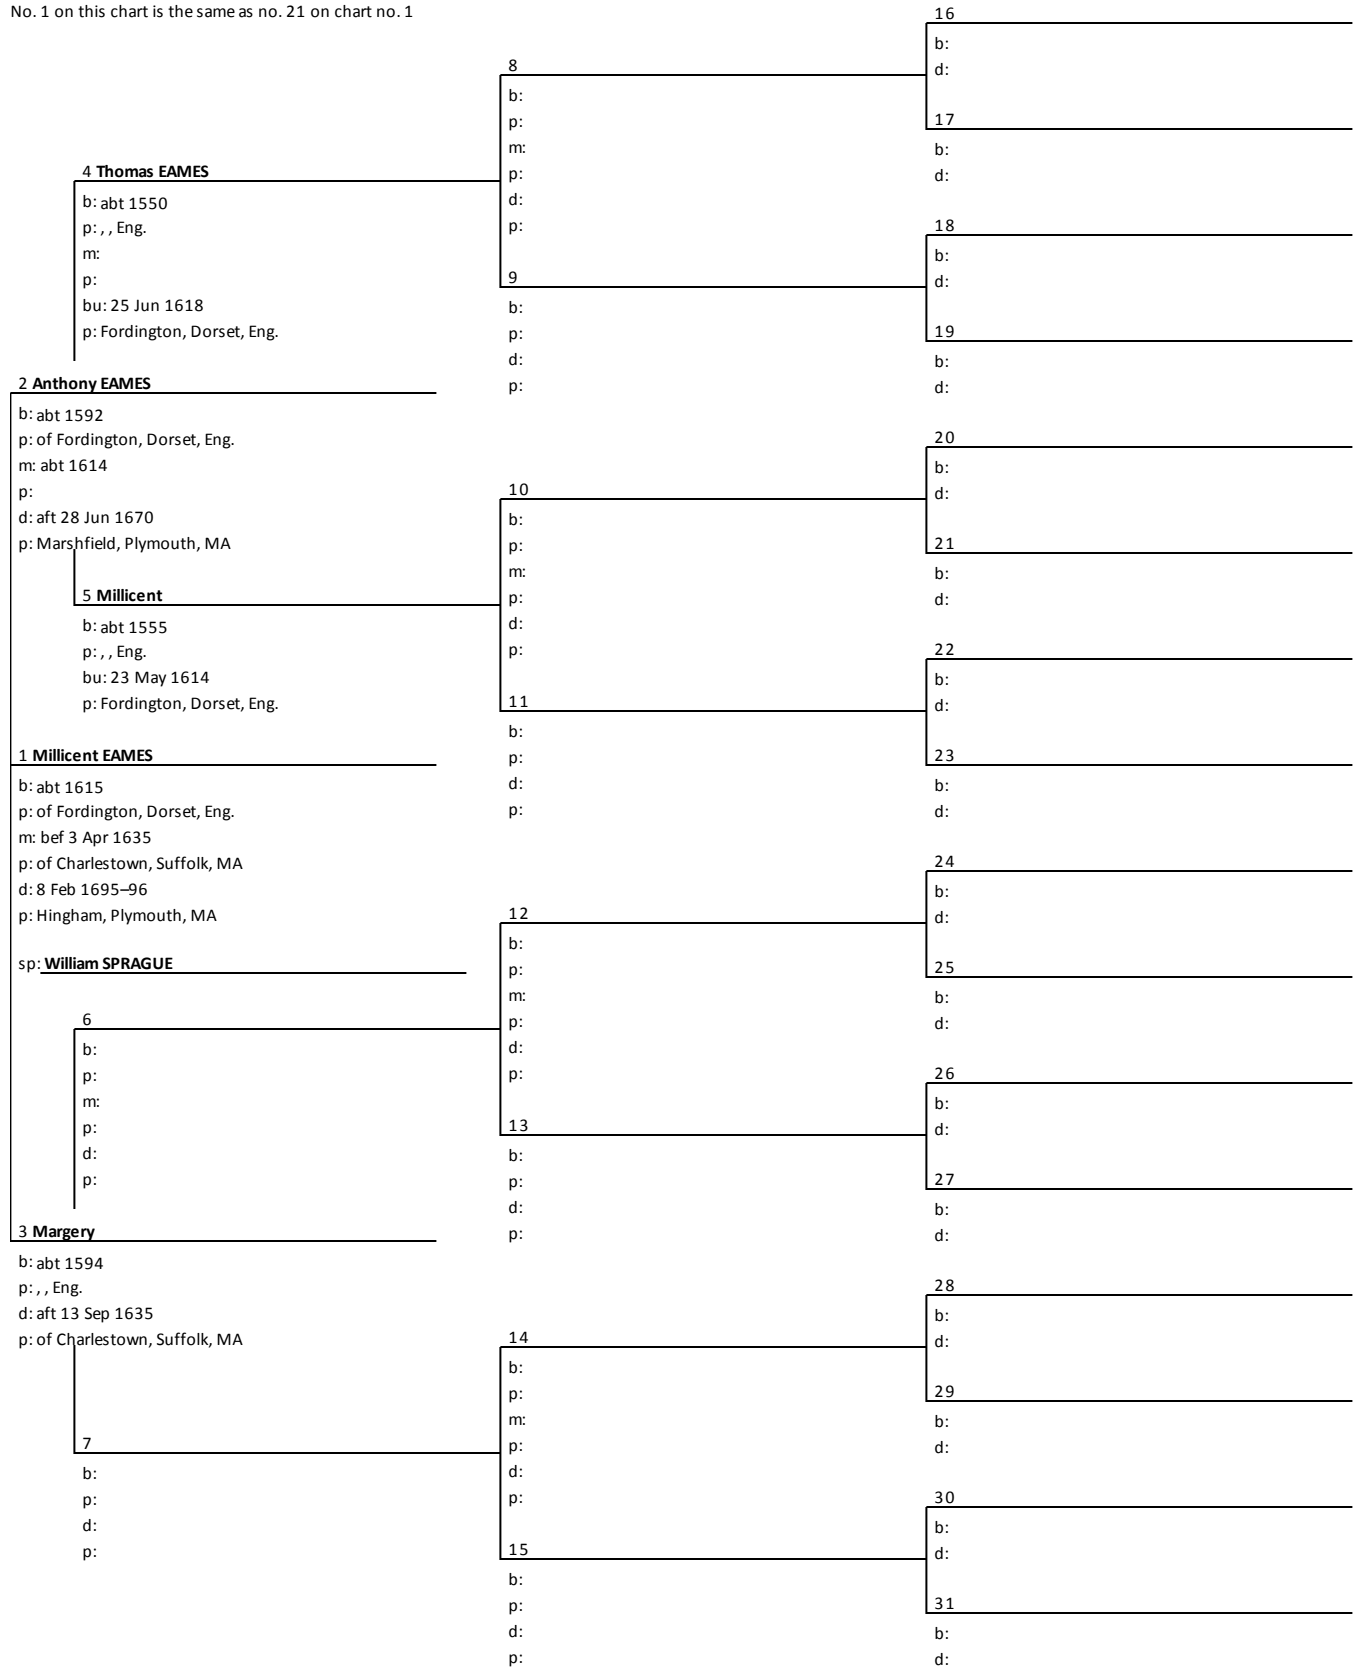 No. 1 on this chart is the same as no. 21 on chart no. 1
16
b:
d:
8
b:
p:
m:
p:
d:
p:
17
b:
d:
4 Thomas EAMES
b: abt 1550
p: , , Eng.
m:
p:
bu: 25 Jun 1618
p: Fordington, Dorset, Eng.
18
b:
d:
9
b:
p:
d:
p:
19
b:
d:
2 Anthony EAMES
b: abt 1592
p: of Fordington, Dorset, Eng.
m: abt 1614
p:
d: aft 28 Jun 1670
p: Marshfield, Plymouth, MA
20
b:
d:
10
b:
p:
m:
p:
d:
p:
21
b:
d:
5 Millicent
b: abt 1555
p: , , Eng.
bu: 23 May 1614
p: Fordington, Dorset, Eng.
22
b:
d:
11
b:
p:
d:
p:
23
b:
d:
1 Millicent EAMES
b: abt 1615
p: of Fordington, Dorset, Eng.
m: bef 3 Apr 1635
p: of Charlestown, Suffolk, MA
d: 8 Feb 1695–96
p: Hingham, Plymouth, MA
sp: William SPRAGUE
24
b:
d:
12
b:
p:
m:
p:
d:
p:
25
b:
d:
6
b:
p:
m:
p:
d:
p:
26
b:
d:
13
b:
p:
d:
p:
27
b:
d:
3 Margery
b: abt 1594
p: , , Eng.
d: aft 13 Sep 1635
p: of Charlestown, Suffolk, MA
28
b:
d:
14
b:
p:
m:
p:
d:
p:
29
b:
d:
7
b:
p:
d:
p:
30
b:
d:
15
b:
p:
d:
p:
31
b:
d: